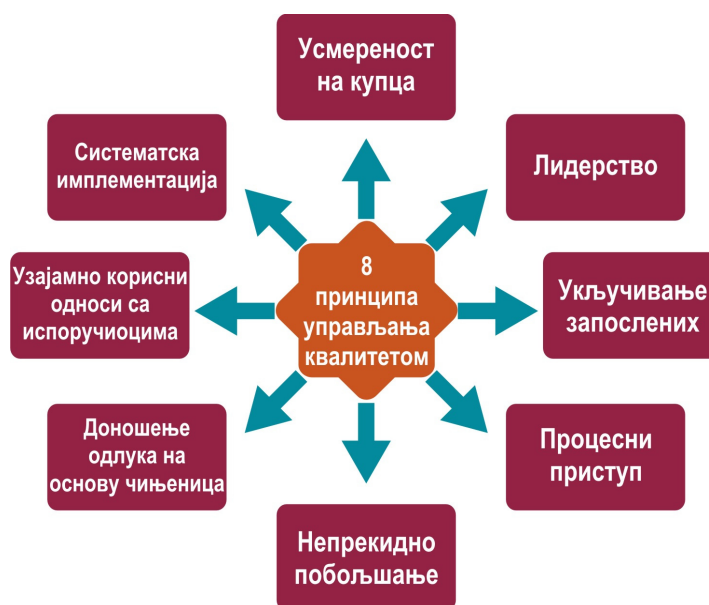 Усмереност
на купца
Лидерство
Укључивање
запослених
Процесни
приступ
Непрекидно
побољшање
Доношење
одлука на
основу чињеница
Узајамно корисни
односи са
испоручиоцима
Систематска
имплементација
8
принципа
управљања
квалитетом